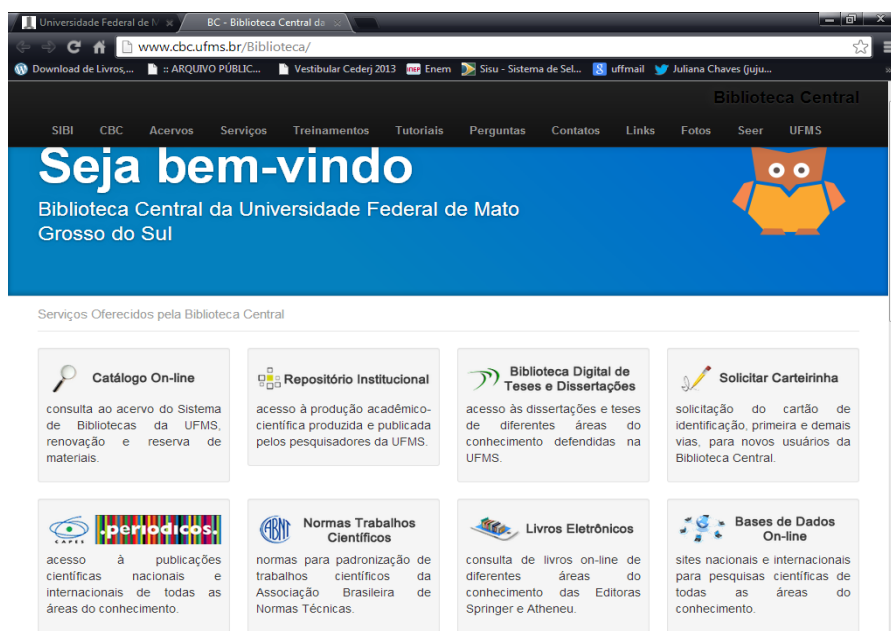 Universidade Federal de M
BC - Biblioteca Central da
www.cbc.ufms.br/Biblioteca/
Download de Livros,... :: ARQUIVO PÚBLIC... Vestibular Cederj 2013 INEP Enem Sisu - Sistema de Sel... 8 uffmail Juliana Chaves (juju...
Biblioteca Central
SIBI CBC Acervos Serviços Treinamentos Tutoriais Perguntas Contatos Links Fotos Seer UFMS
Seja bem-vindo
Biblioteca Central da Universidade Federal de Mato
Grosso do Sul
Serviços Oferecidos pela Biblioteca Central
Catálogo On-line
consulta ao acervo do Sistema
de Bibliotecas da UFMS,
renovação e reserva de
materiais.
Repositório Institucional
acesso à produção acadêmico-
científica produzida e publicada
pelos pesquisadores da UFMS.
Biblioteca Digital de
Teses e Dissertações
acesso às dissertações e teses
de diferentes áreas do
conhecimento defendidas na
UFMS.
Solicitar Carteirinha
solicitação do cartão de
identificação, primeira e demais
vias, para novos usuários da
Biblioteca Central.
CAPES
.periodicos.
acesso à publicações
científicas nacionais e
internacionais de todas as
áreas do conhecimento.
ABNT
Normas Trabalhos
Científicos
normas para padronização de
trabalhos científicos da
Associação Brasileira de
Normas Técnicas.
Livros Eletrônicos
consulta de livros on-line de
diferentes áreas do
conhecimento das Editoras
Springer e Atheneu.
Bases de Dados
On-line
sites nacionais e internacionais
para pesquisas científicas de
todas as áreas do
conhecimento.